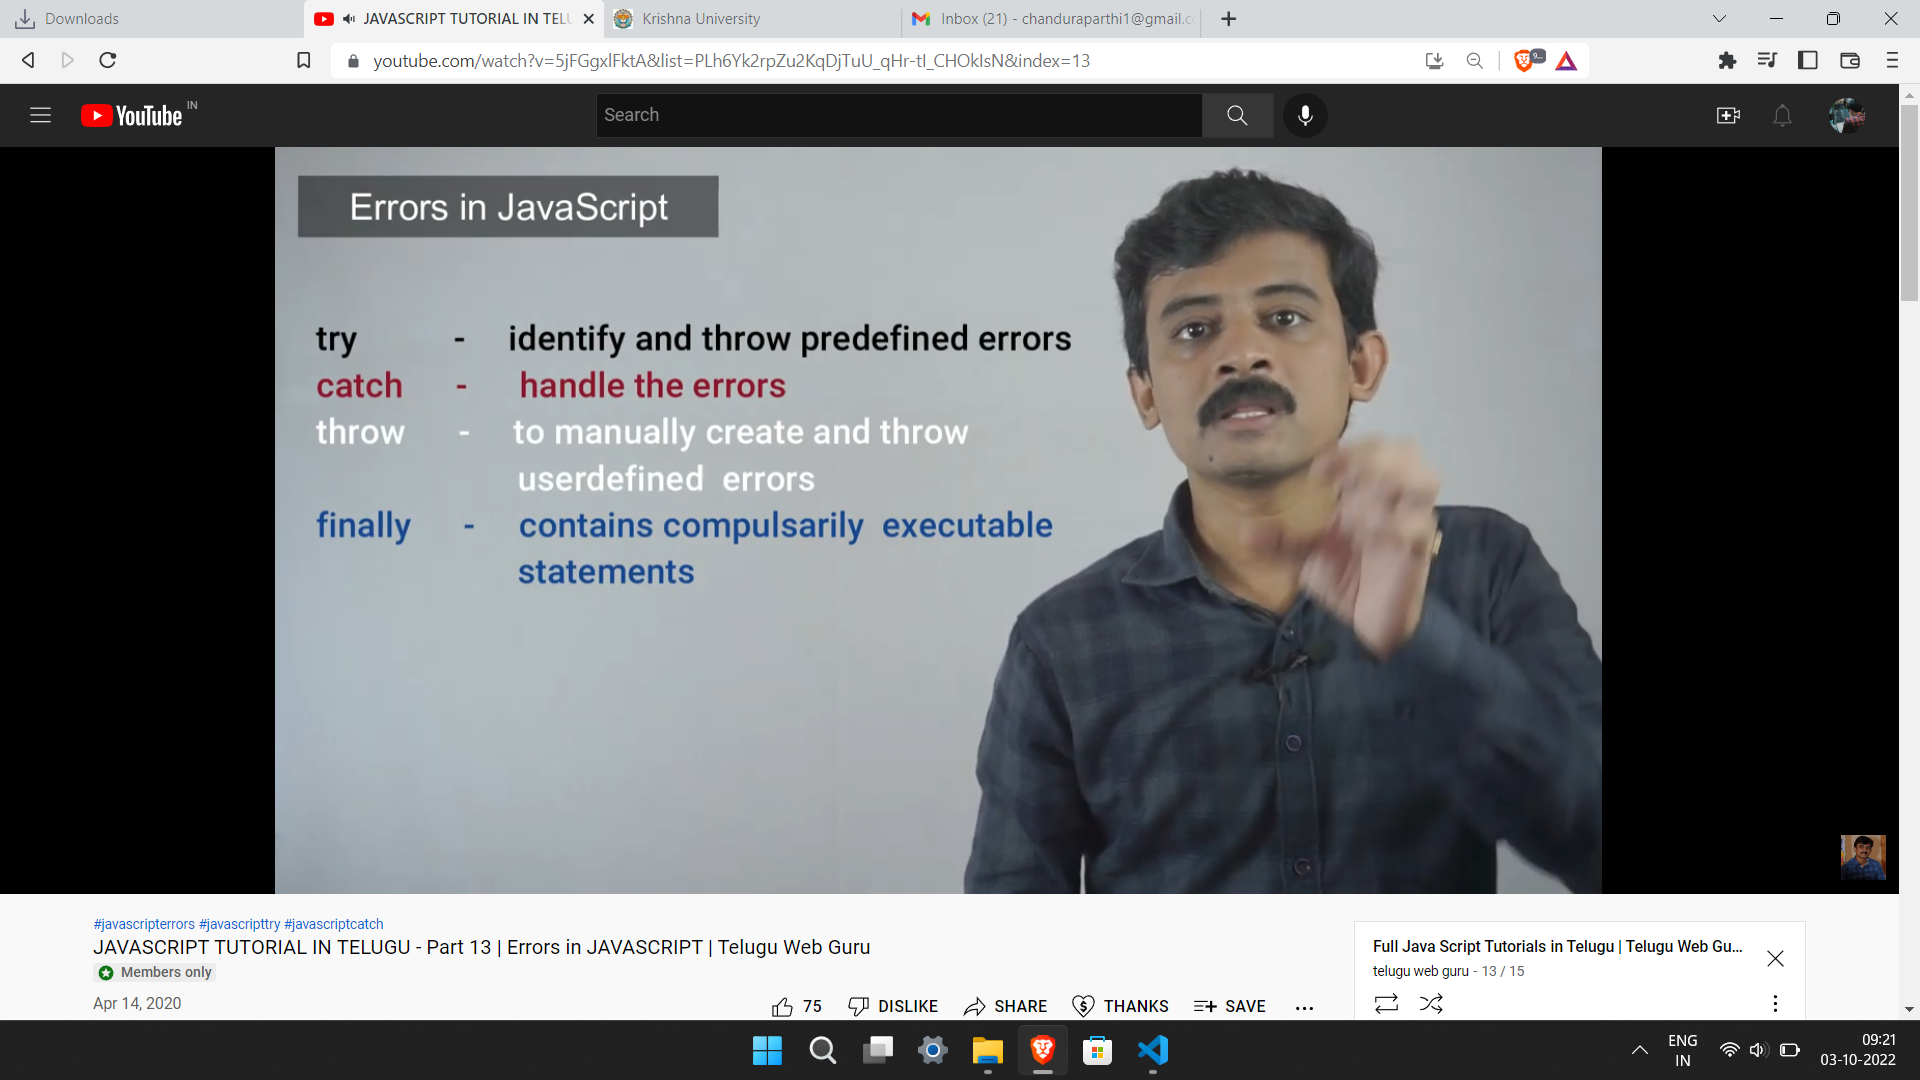 Downloads
JAVASCRIPT TUTORIAL IN TEL
Krishna University
Inbox (21) - chanduraparthi1@gmail.c
youtube.com/watch?v=5jFGgxlFktA&list=PLh6Yk2rpZu2KqDjTuU_qHr-tI_CHOkIsN&index=13
YouTube IN
Search
Errors in JavaScript
try - identify and throw predefined errors
catch - handle the errors
throw - to manually create and throw
userdefined errors
finally - contains compulsarily executable
statements
#javascripterrors #javascripttry #javascriptcatch
JAVASCRIPT TUTORIAL IN TELUGU - Part 13 | Errors in JAVASCRIPT | Telugu Web Guru
Members only
Apr 14, 2020
75 DISLIKE SHARE THANKS SAVE
Full Java Script Tutorials in Telugu | Telugu Web Gu...
telugu web guru - 13 / 15
ENG
IN
09:21
03-10-2022